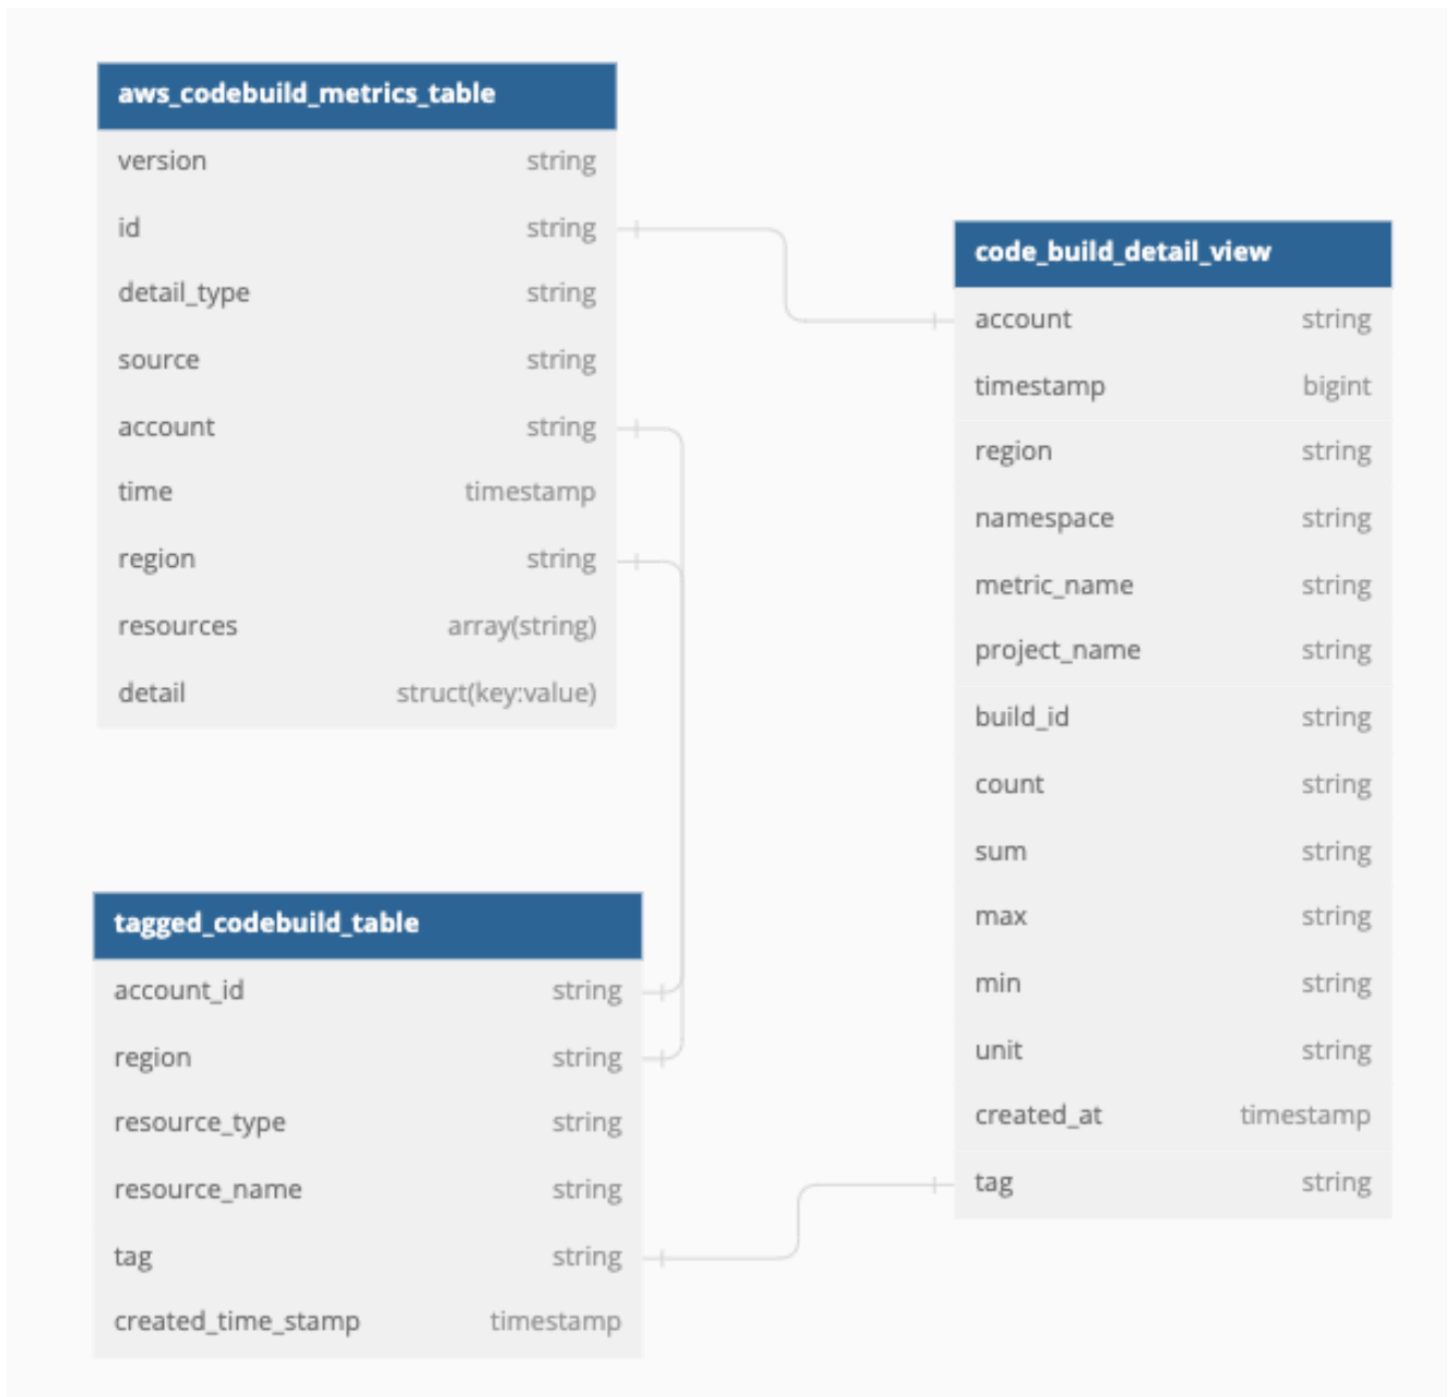 aws_codebuild_metrics_table
version string
id string
detail_type string
source string
account string
time timestamp
region string
resources array(string)
detail struct(key:value)
code_build_detail_view
account string
timestamp bigint
region string
namespace string
metric_name string
project_name string
build_id string
count string
sum string
max string
min string
unit string
created_at timestamp
tag string
tagged_codebuild_table
account_id string
region string
resource_type string
resource_name string
tag string
created_time_stamp timestamp